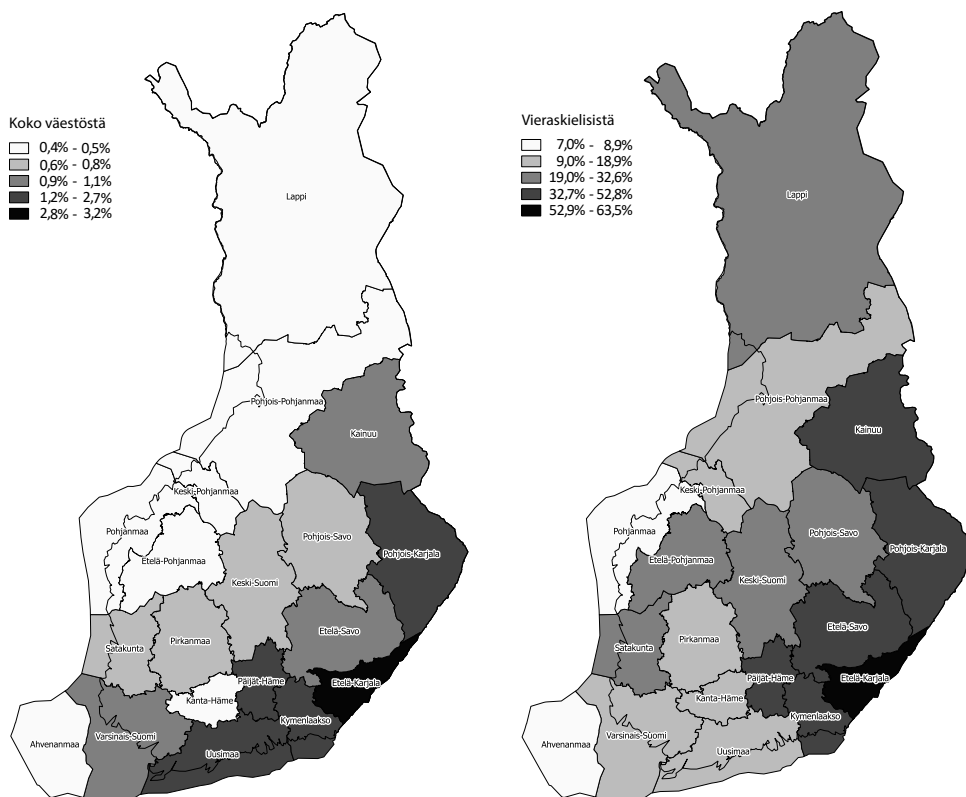 Koko väestöstä
0,4% - 0,5%
0,6% - 0,8%
0,9% - 1,1%
1,2% - 2,7%
2,8% - 3,2%
Lappi
Pohjois-Pohjanmaa
Kainuu
Keski-Pohjanmaa
Pohjanmaa
Pohjois-Savo
Pohjois-Karjala
Etelä-Pohjanmaa
Keski-Suomi
Etelä-Savo
Satakunta
Pirkanmaa
Päijät-Häme
Etelä-Karjala
Kanta-Häme
Kymenlaakso
Varsinais-Suomi
Ahvenanmaa
Uusimaa
Vieraskielisistä
7,0% - 8,9%
9,0% - 18,9%
19,0% - 32,6%
32,7% - 52,8%
52,9% - 63,5%
Lappi
Pohjois-Pohjanmaa
Kainuu
Keski-Pohjanmaa
Pohjanmaa
Pohjois-Savo
Pohjois-Karjala
Etelä-Pohjanmaa
Keski-Suomi
Etelä-Savo
Satakunta
Pirkanmaa
Päijät-Häme
Etelä-Karjala
Kanta-Häme
Kymenlaakso
Varsinais-Suomi
Ahvenanmaa
Uusimaa